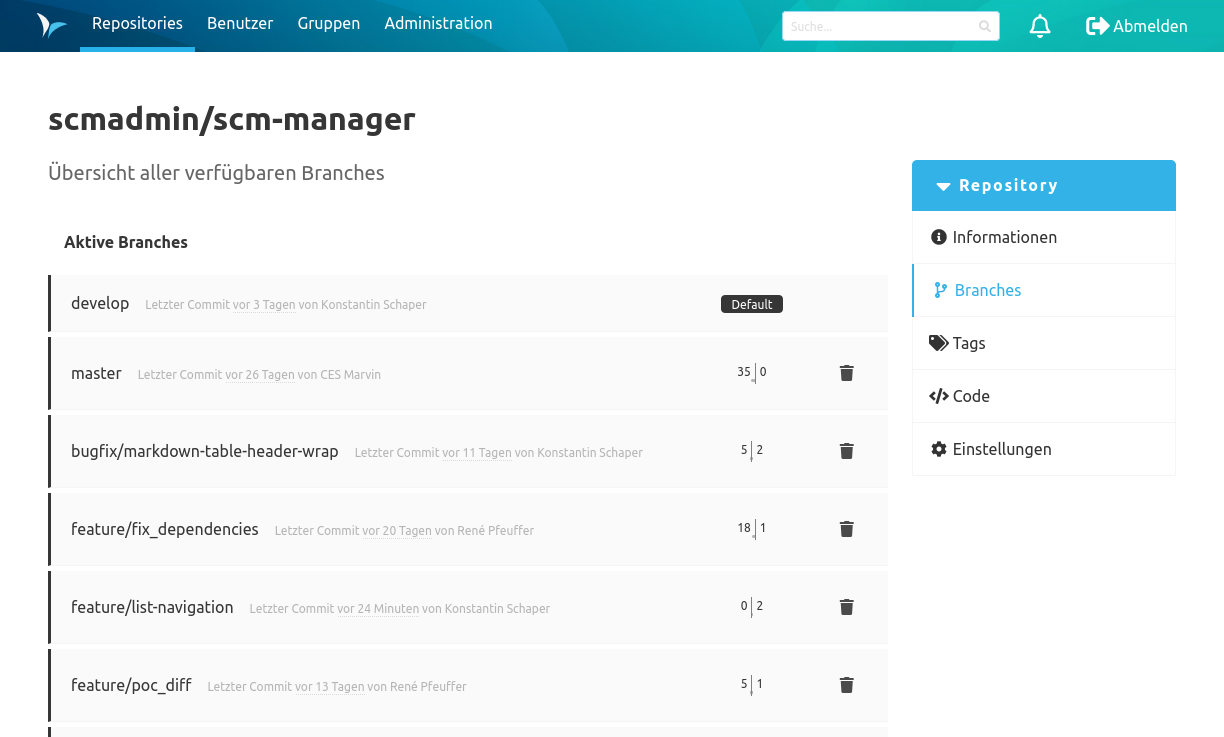 Repositories Benutzer Gruppen Administration Suche... Abmelden
scmadmin/scm-manager
Übersicht aller verfügbaren Branches
Aktive Branches
develop Letzter Commit vor 3 Tagen von Konstantin Schaper Default
master Letzter Commit vor 26 Tagen von CES Marvin 35 0
bugfix/markdown-table-header-wrap Letzter Commit vor 11 Tagen von Konstantin Schaper 5 2
feature/fix_dependencies Letzter Commit vor 20 Tagen von René Pfeuffer 18 1
feature/list-navigation Letzter Commit vor 24 Minuten von Konstantin Schaper 0 2
feature/poc_diff Letzter Commit vor 13 Tagen von René Pfeuffer 5 1
Repository
Informationen
Branches
Tags
Code
Einstellungen